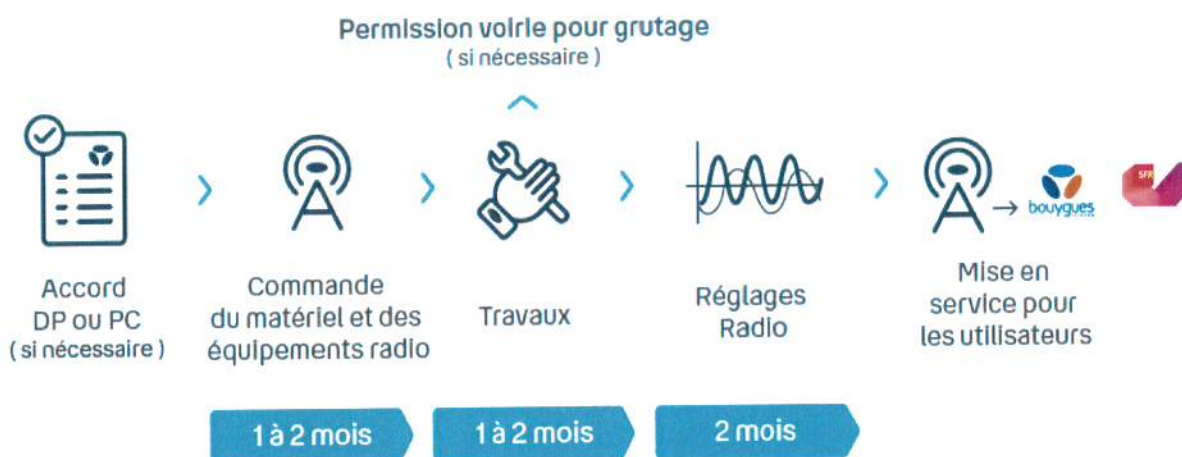 Permission voirie pour grutage
( si nécessaire )
Accord
DP ou PC
( si nécessaire )
Commande
du matériel et des
équipements radio
Travaux
Réglages
Radio
bouygues
SFR
Mise en
service pour
les utilisateurs
1 à 2 mois
1 à 2 mois
2 mois